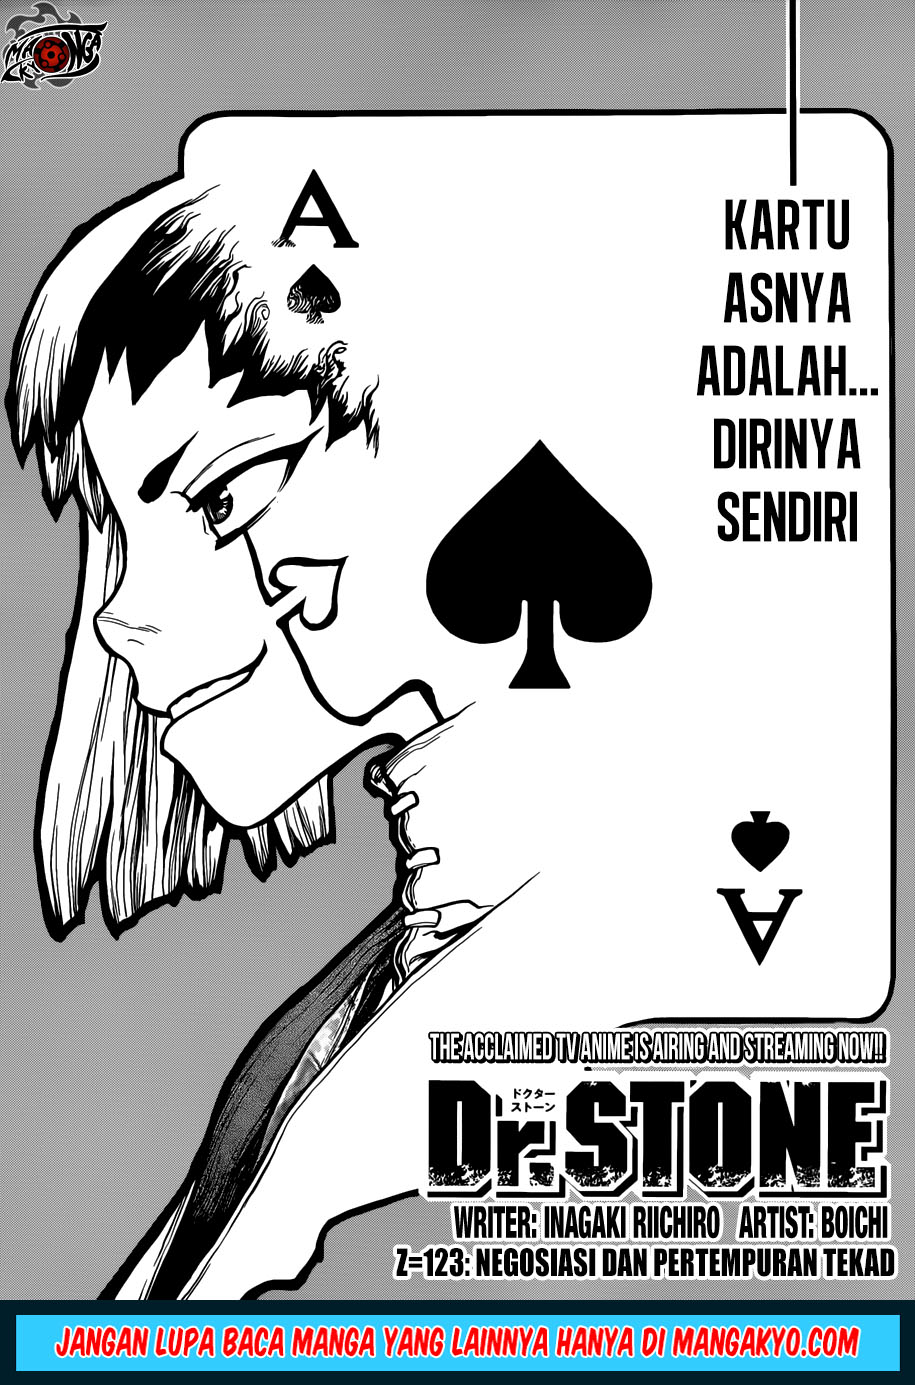 MANGA
KYO
A
KARTU
ASNYA
ADALAH...
DIRINYA
SENDIRI
A
THE ACCLAIMED TV ANIME IS AIRING AND STREAMING NOW!!
ドクター
ストーン
Dr.STONE
WRITER: INAGAKI RIICHIRO ARTIST: BOICHI
Z=123: NEGOSIASI DAN PERTEMPURAN TEKAD
JANGAN LUPA BACA MANGA YANG LAINNYA HANYA DI MANGAKYO.COM